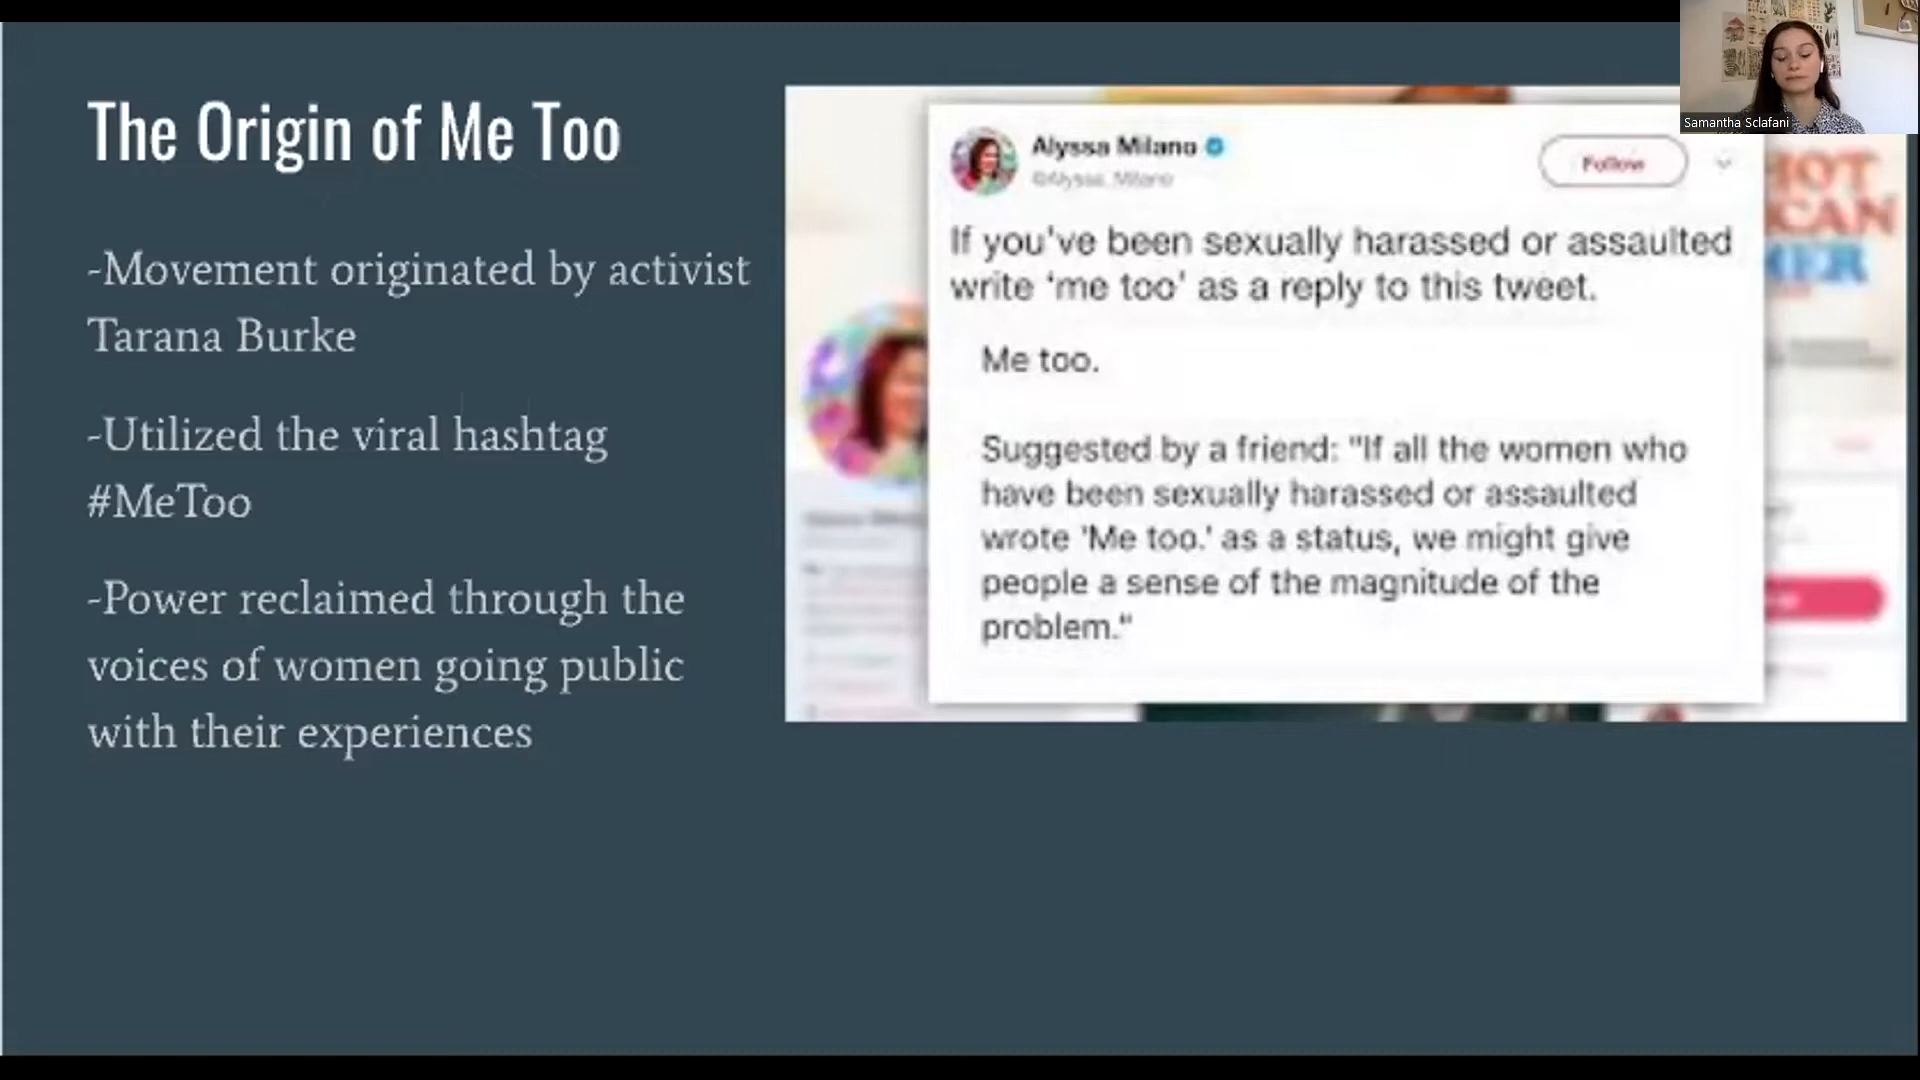 The Origin of Me Too
-Movement originated by activist
Tarana Burke
-Utilized the viral hashtag
#MeToo
-Power reclaimed through the
voices of women going public
with their experiences
Alyssa Milano
@Alyssa_Milano
Follow
If you've been sexually harassed or assaulted
write ‘me too’ as a reply to this tweet.
Me too.
Suggested by a friend: "If all the women who
have been sexually harassed or assaulted
wrote 'Me too.' as a status, we might give
people a sense of the magnitude of the
problem."
HOT
CAN
MER
Samantha Sclafani